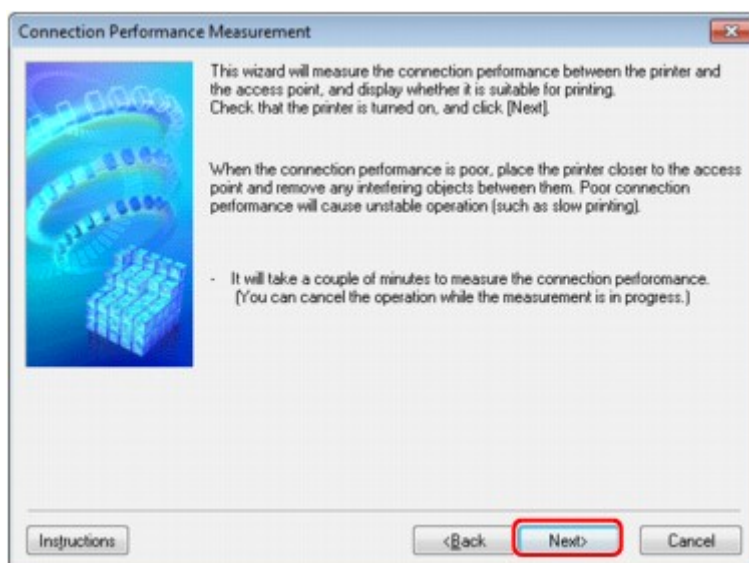 Connection Performance Measurement
This wizard will measure the connection performance between the printer and
the access point, and display whether it is suitable for printing.
Check that the printer is turned on, and click [Next].
When the connection performance is poor, place the printer closer to the access
point and remove any interfering objects between them. Poor connection
performance will cause unstable operation (such as slow printing).
- It will take a couple of minutes to measure the connection perforomance.
(You can cancel the operation while the measurement is in progress.)
Instructions
<Back
Next>
Cancel